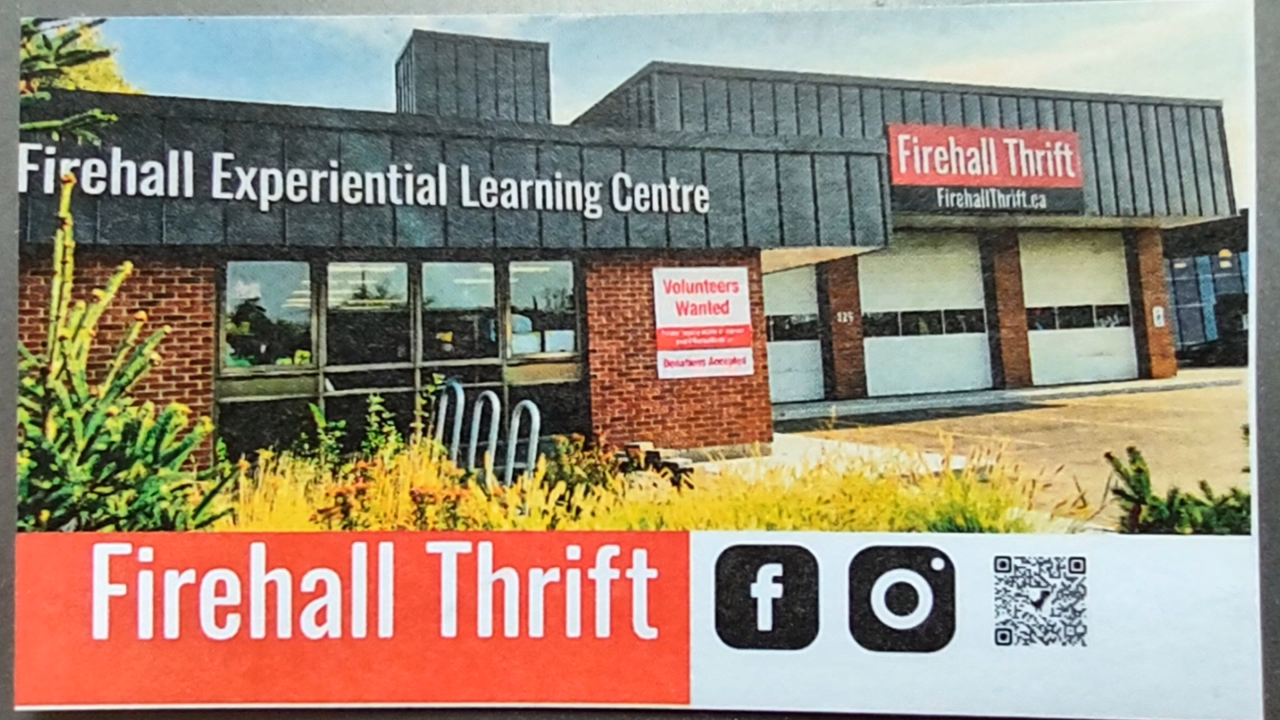 Firehall Experiential Learning Centre
Firehall Thrift
FirehallThrift.ca
Volunteers
Wanted
Donations Accepted
Firehall Thrift
f